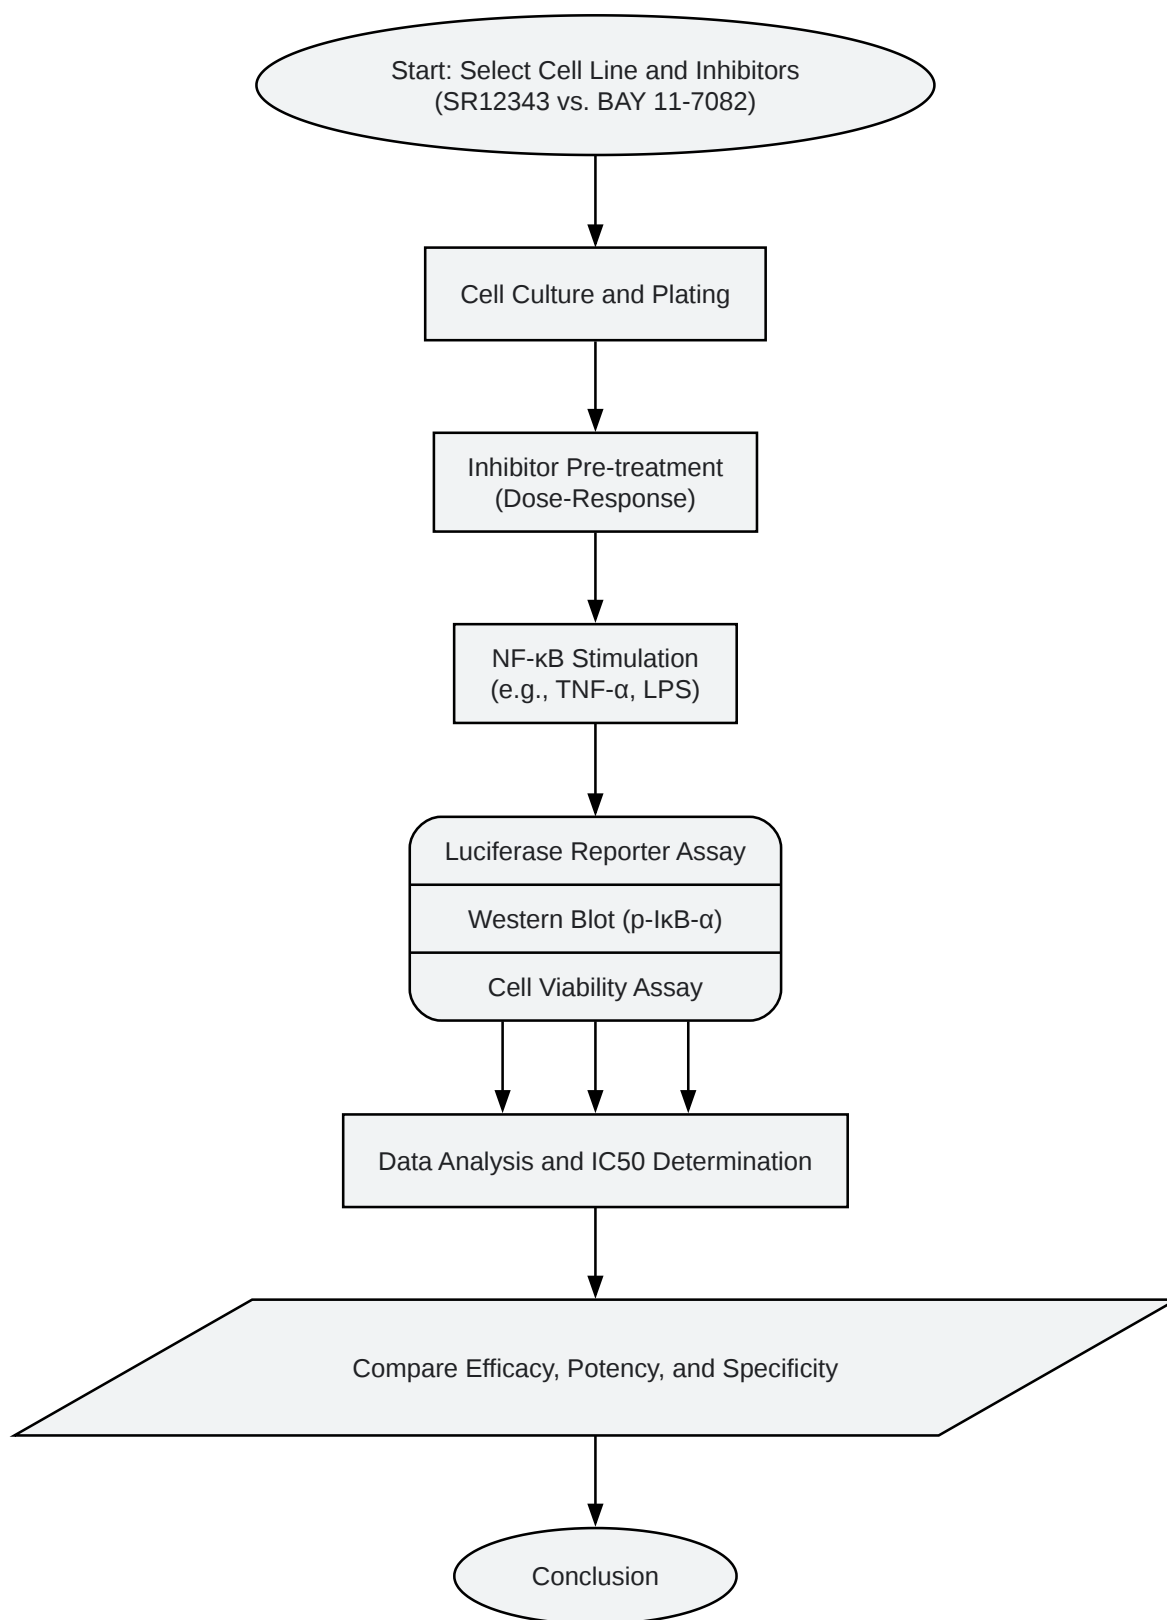 Start: Select Cell Line and Inhibitors
(SR12343 vs. BAY 11-7082)
Cell Culture and Plating
Inhibitor Pre-treatment
(Dose-Response)
NF-κB Stimulation
(e.g., TNF-α, LPS)
Luciferase Reporter Assay
Western Blot (p-IκB-α)
Cell Viability Assay
Data Analysis and IC50 Determination
Compare Efficacy, Potency, and Specificity
Conclusion